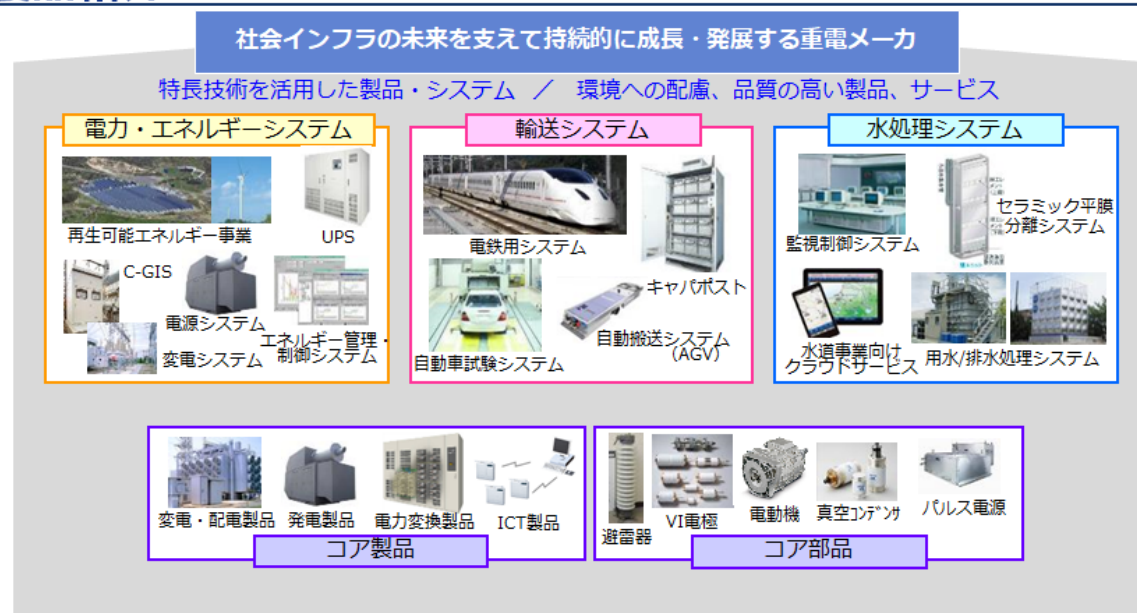 社会インフラの未来を支えて持続的に成長・発展する重電メーカ
特長技術を活用した製品・システム ／ 環境への配慮、品質の高い製品、サービス
電力・エネルギーシステム
再生可能エネルギー事業
UPS
C-GIS
電源システム
変電システム
エネルギー管理・
制御システム
輸送システム
電鉄用システム
キャパポスト
自動車試験システム
自動搬送システム
（AGV）
水処理システム
監視制御システム
セラミック平膜
分離システム
水道事業向け
クラウドサービス
用水/排水処理システム
変電・配電製品
発電製品
電力変換製品
ICT製品
コア製品
避雷器
VI電極
電動機
真空ｺﾝﾃﾞﾝｻ
パルス電源
コア部品